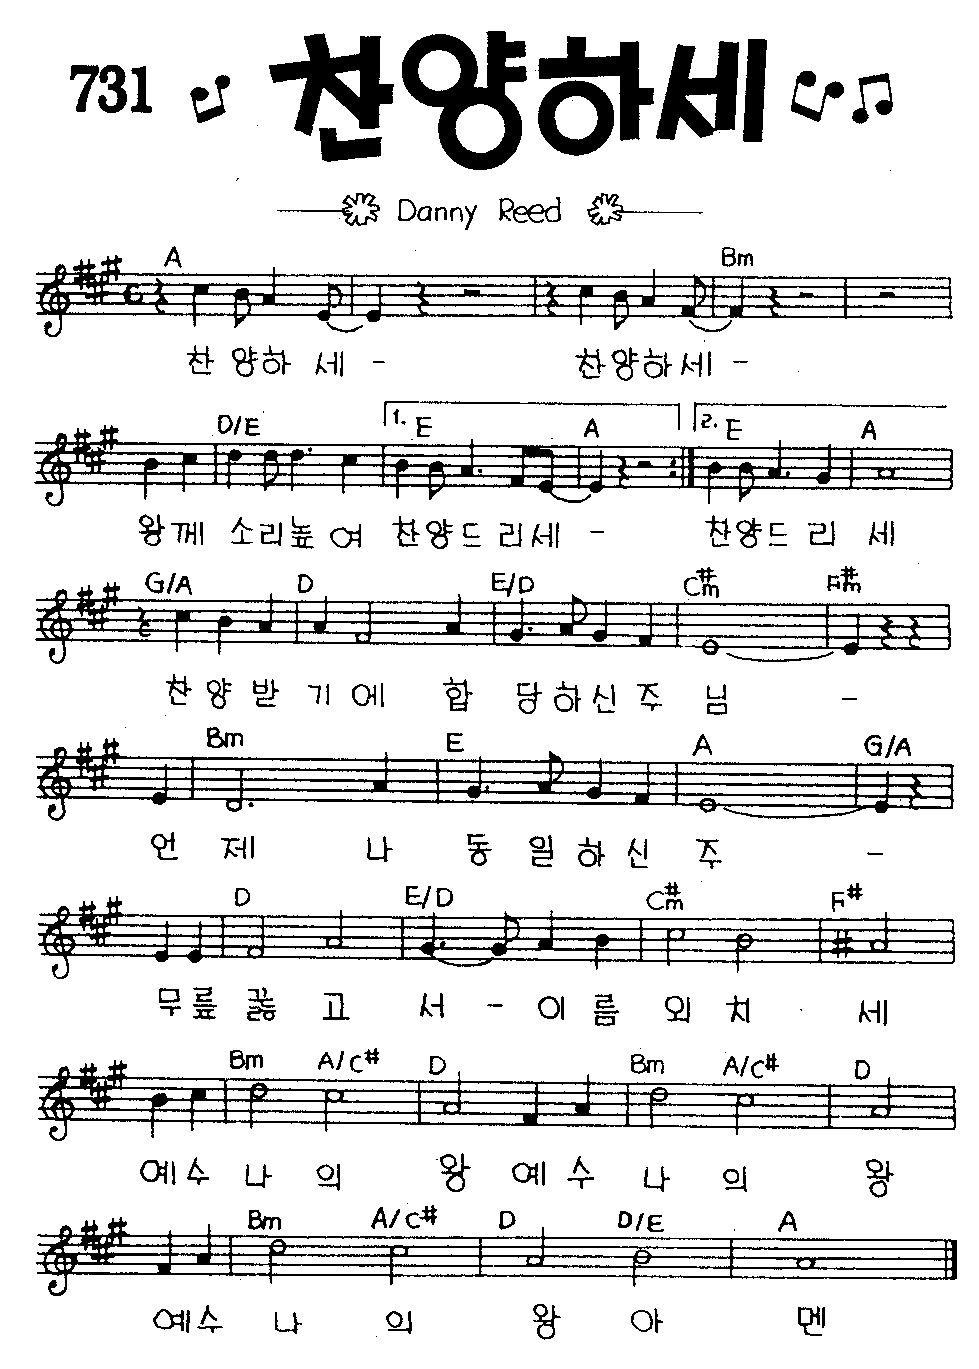 731 찬양하세
Danny Reed
A Bm
찬 양하 세 - 찬양하세 -
D/E 1. E A 2. E A
왕께 소리높 여 찬양드 리세 - 찬양드 리 세
G/A D E/D C#m F#m
찬 양 받 기 에 합 당하신 주 님 -
Bm E A G/A
언 제 나 동 일하 신 주 -
D E/D C#m F#
무릎 꿇 고 서 - 이 름 외 치 세
Bm A/C# D Bm A/C# D
예수 나 의 왕 예 수 나 의 왕
Bm A/C# D D/E A
예수 나 의 왕 아 멘